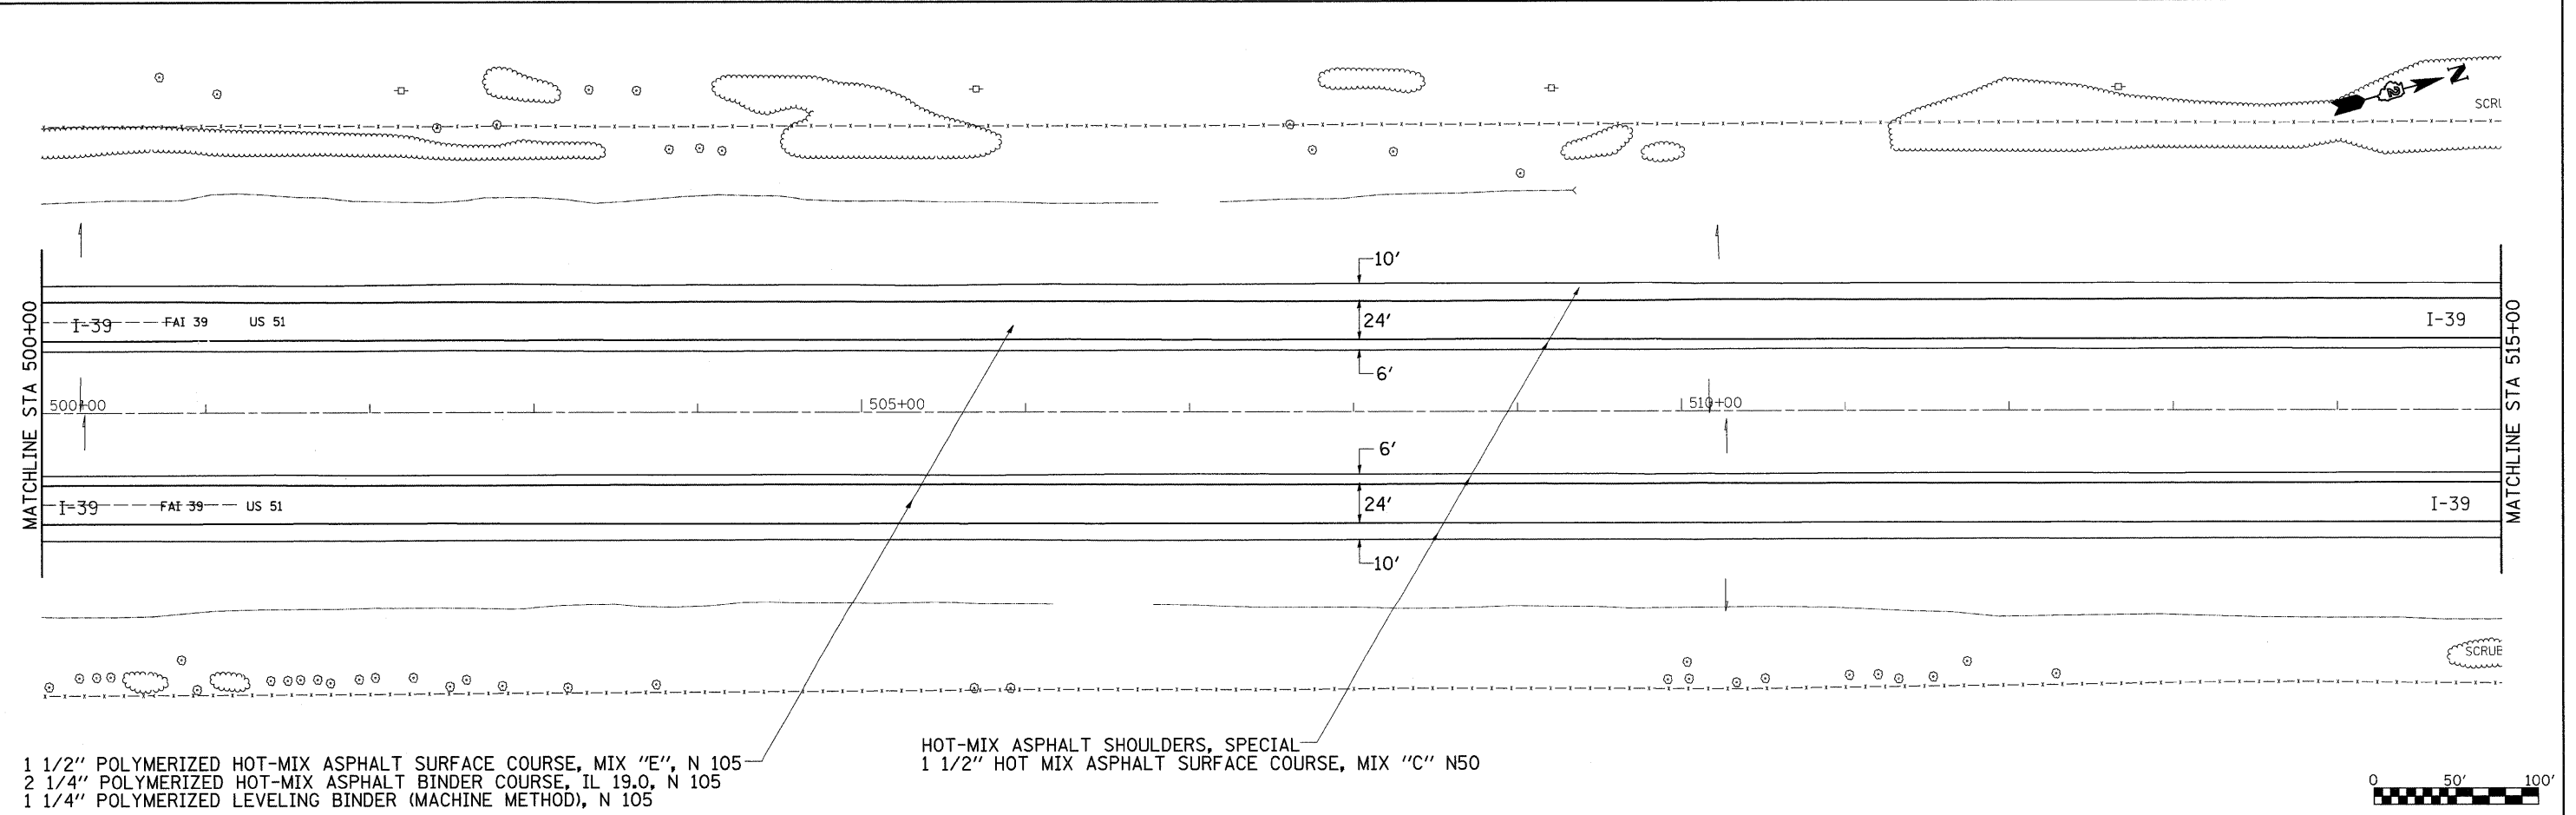 N
SCRU
10'
MATCHLINE STA 500+00
I-39 FAI 39 US 51
24'
I-39
MATCHLINE STA 515+00
6'
500+00
505+00
510+00
6'
I-39 FAI 39 US 51
24'
I-39
10'
SCRUB
HOT-MIX ASPHALT SHOULDERS, SPECIAL
1 1/2" HOT MIX ASPHALT SURFACE COURSE, MIX "C" N50
1 1/2" POLYMERIZED HOT-MIX ASPHALT SURFACE COURSE, MIX "E", N 105
2 1/4" POLYMERIZED HOT-MIX ASPHALT BINDER COURSE, IL 19.0, N 105
1 1/4" POLYMERIZED LEVELING BINDER (MACHINE METHOD), N 105
0 50' 100'